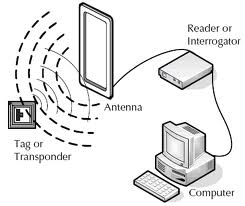 Reader or
Interrogator
Antenna
Tag or
Transponder
Computer